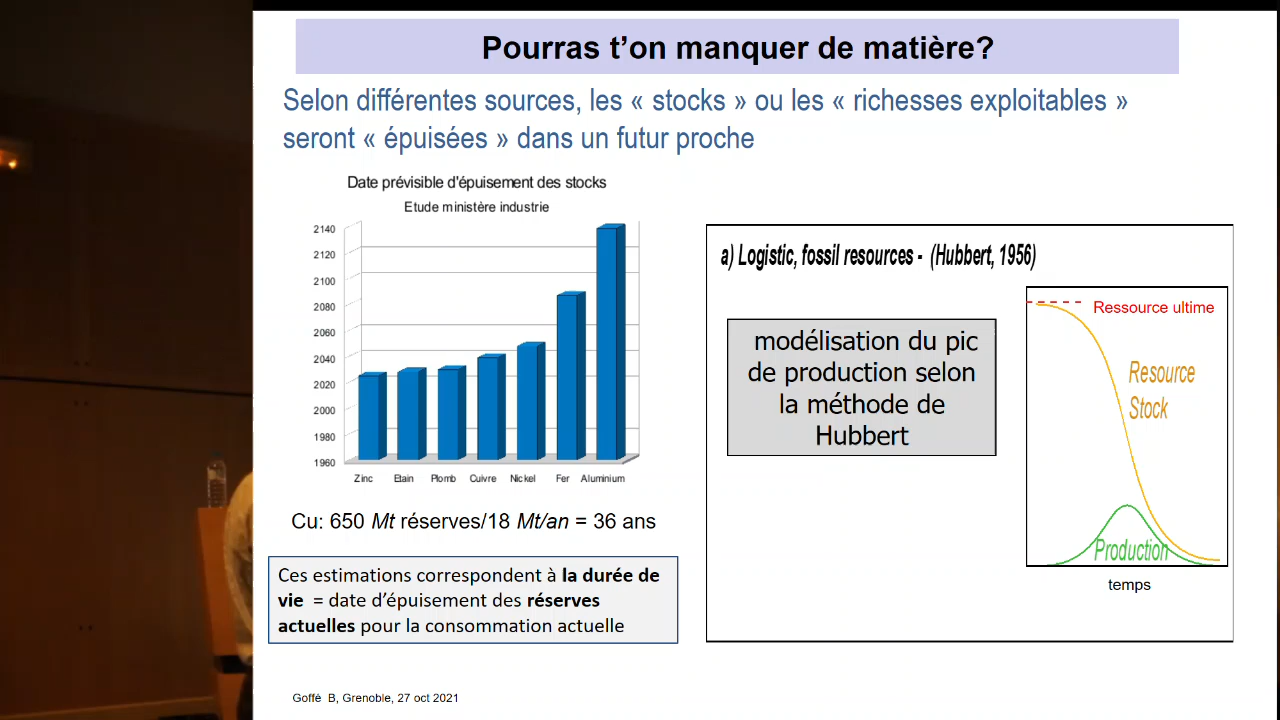 Pourras t’on manquer de matière?
Selon différentes sources, les « stocks » ou les « richesses exploitables »
seront « épuisées » dans un futur proche
Date prévisible d'épuisement des stocks
Etude ministère industrie
2140
2120
2100
2080
2060
2040
2020
2000
1980
1960
Zinc Etain Plomb Cuivre Nickel Fer Aluminium
Cu: 650 Mt réserves/18 Mt/an = 36 ans
Ces estimations correspondent à la durée de
vie = date d’épuisement des réserves
actuelles pour la consommation actuelle
a) Logistic, fossil resources - (Hubbert, 1956)
modélisation du pic
de production selon
la méthode de
Hubbert
Ressource ultime
Resource
Stock
Production
temps
Goffé B, Grenoble, 27 oct 2021